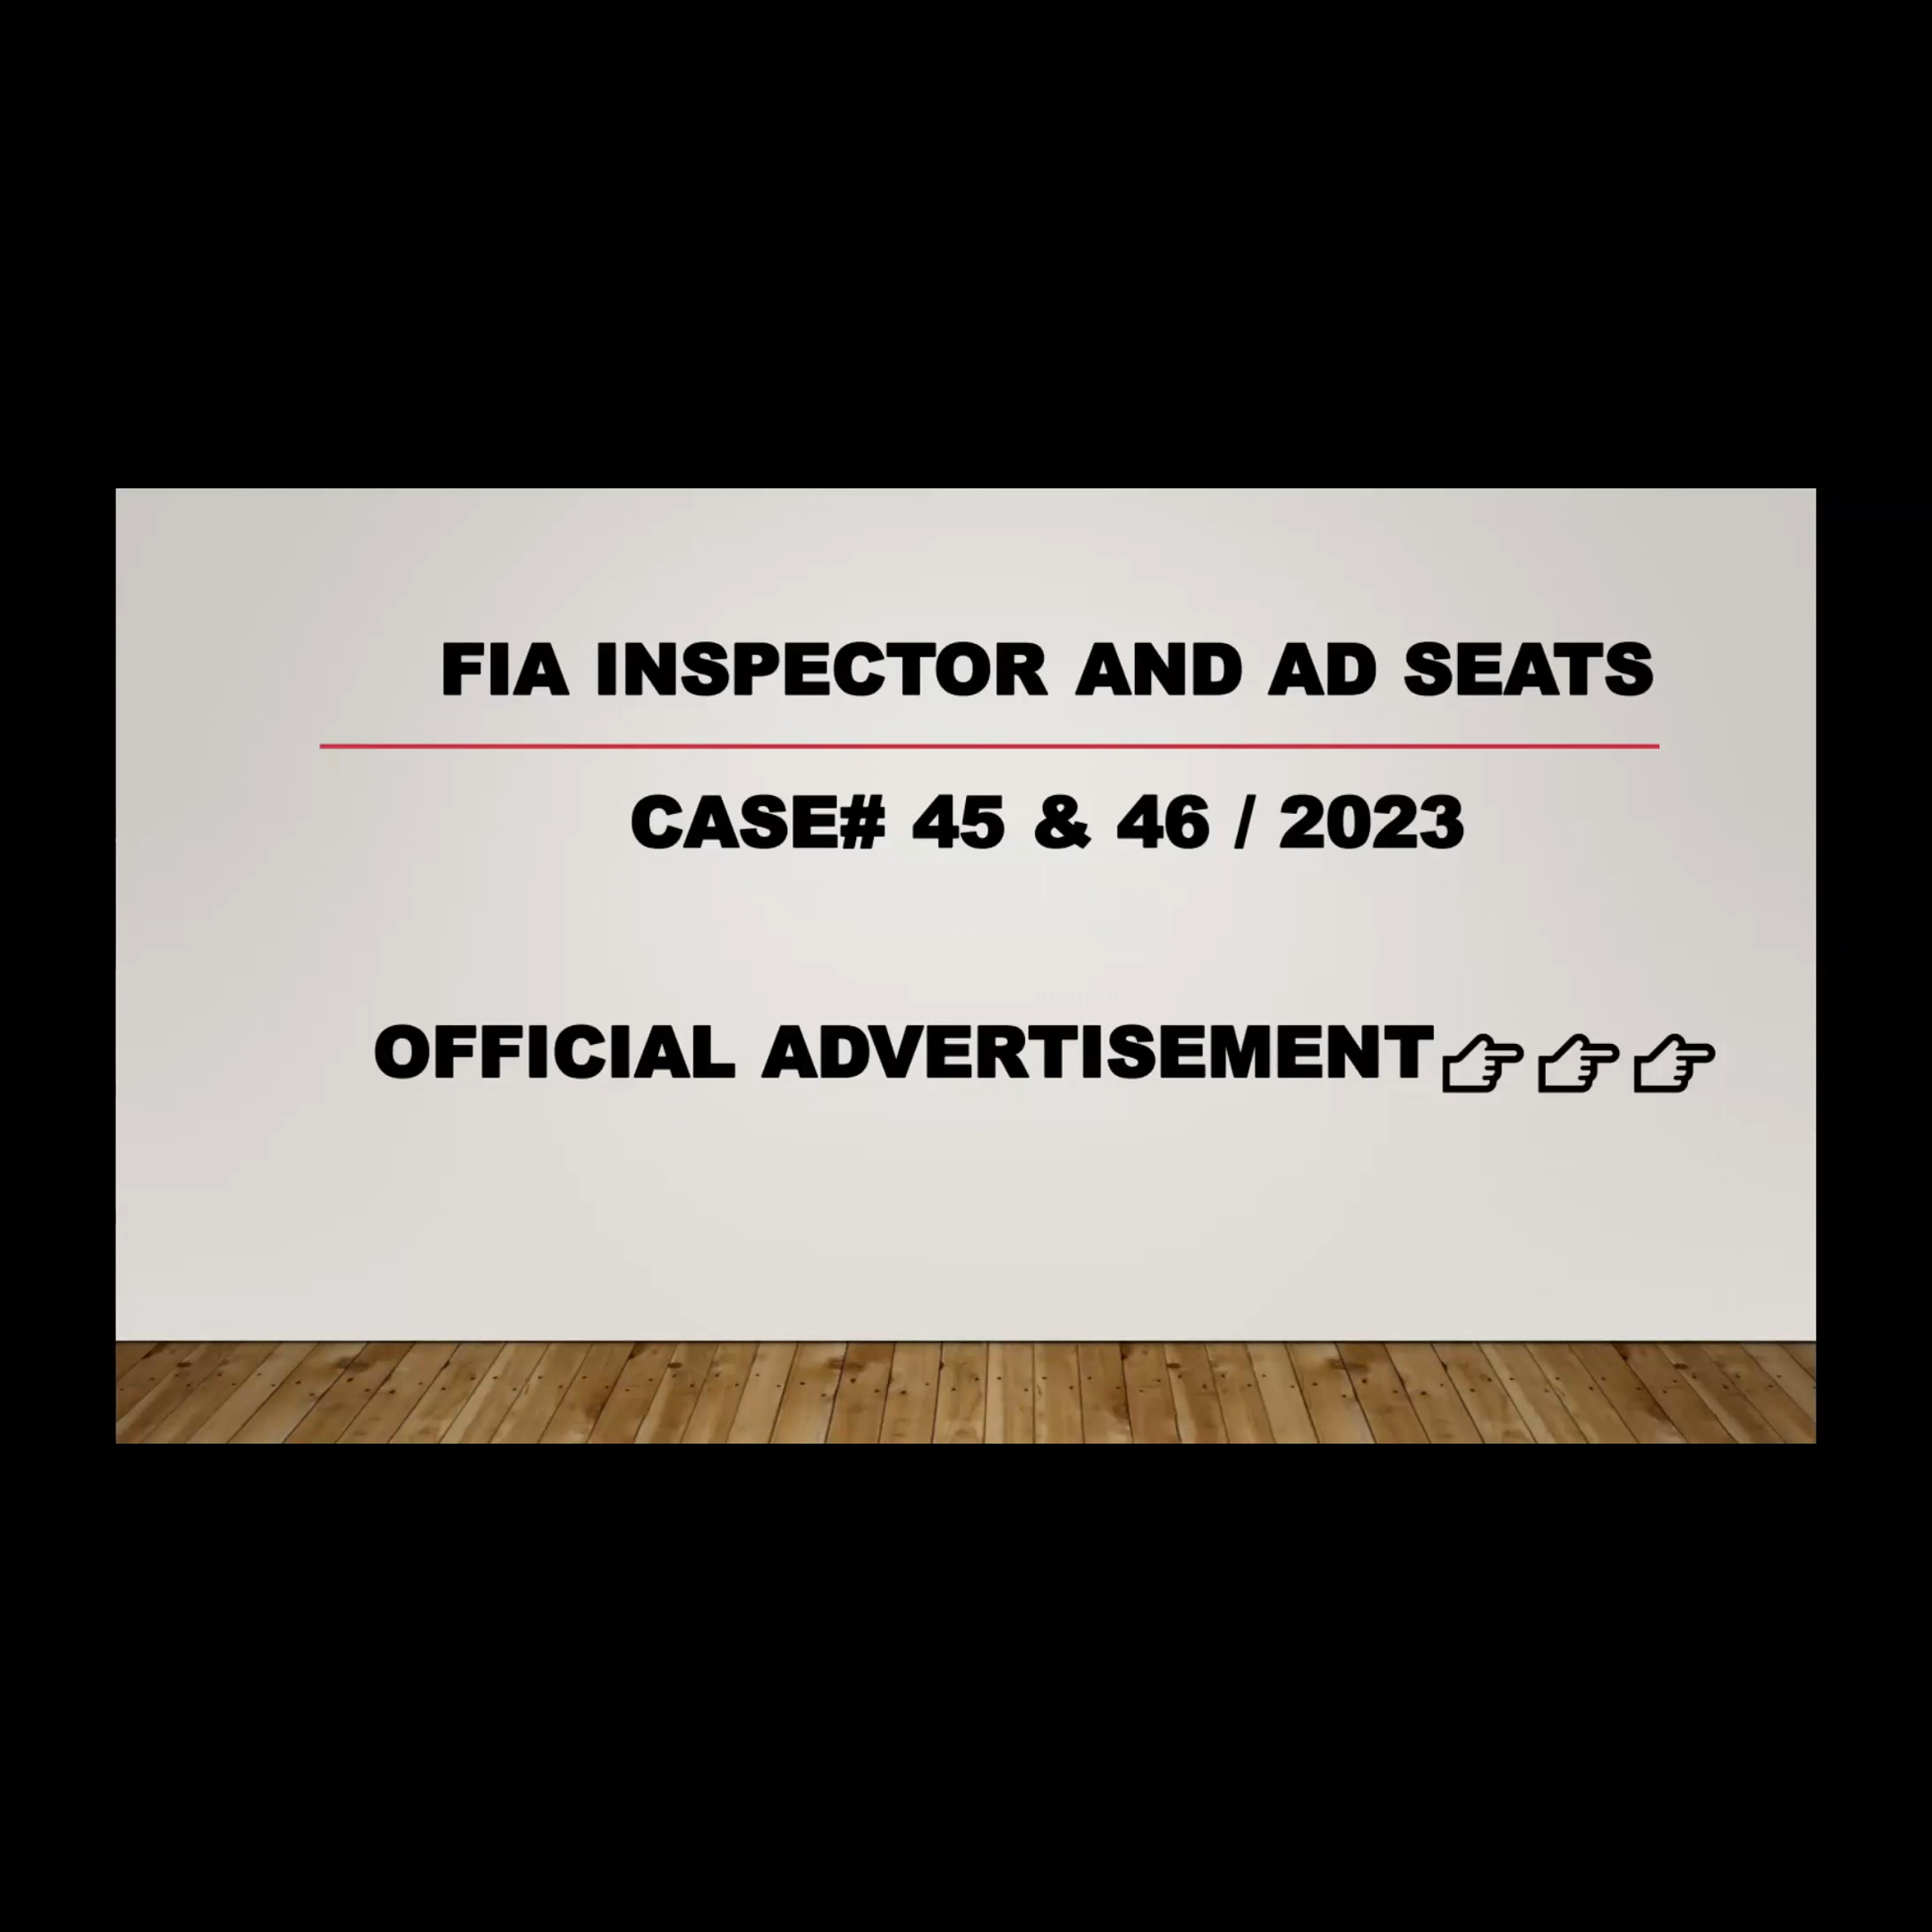 FIA INSPECTOR AND AD SEATS
CASE# 45 & 46 / 2023
OFFICIAL ADVERTISEMENT👉👉👉